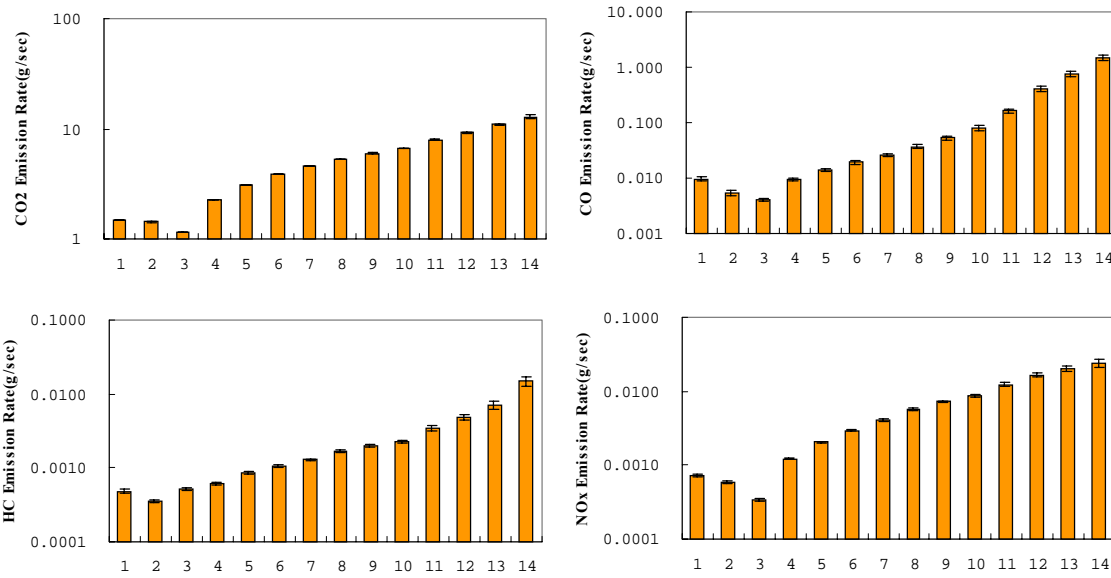 CO2 Emission Rate(g/sec)
100
10
1
1 2 3 4 5 6 7 8 9 10 11 12 13 14
CO Emission Rate(g/sec)
10.000
1.000
0.100
0.010
0.001
1 2 3 4 5 6 7 8 9 10 11 12 13 14
HC Emission Rate(g/sec)
0.1000
0.0100
0.0010
0.0001
1 2 3 4 5 6 7 8 9 10 11 12 13 14
NOx Emission Rate(g/sec)
0.1000
0.0100
0.0010
0.0001
1 2 3 4 5 6 7 8 9 10 11 12 13 14